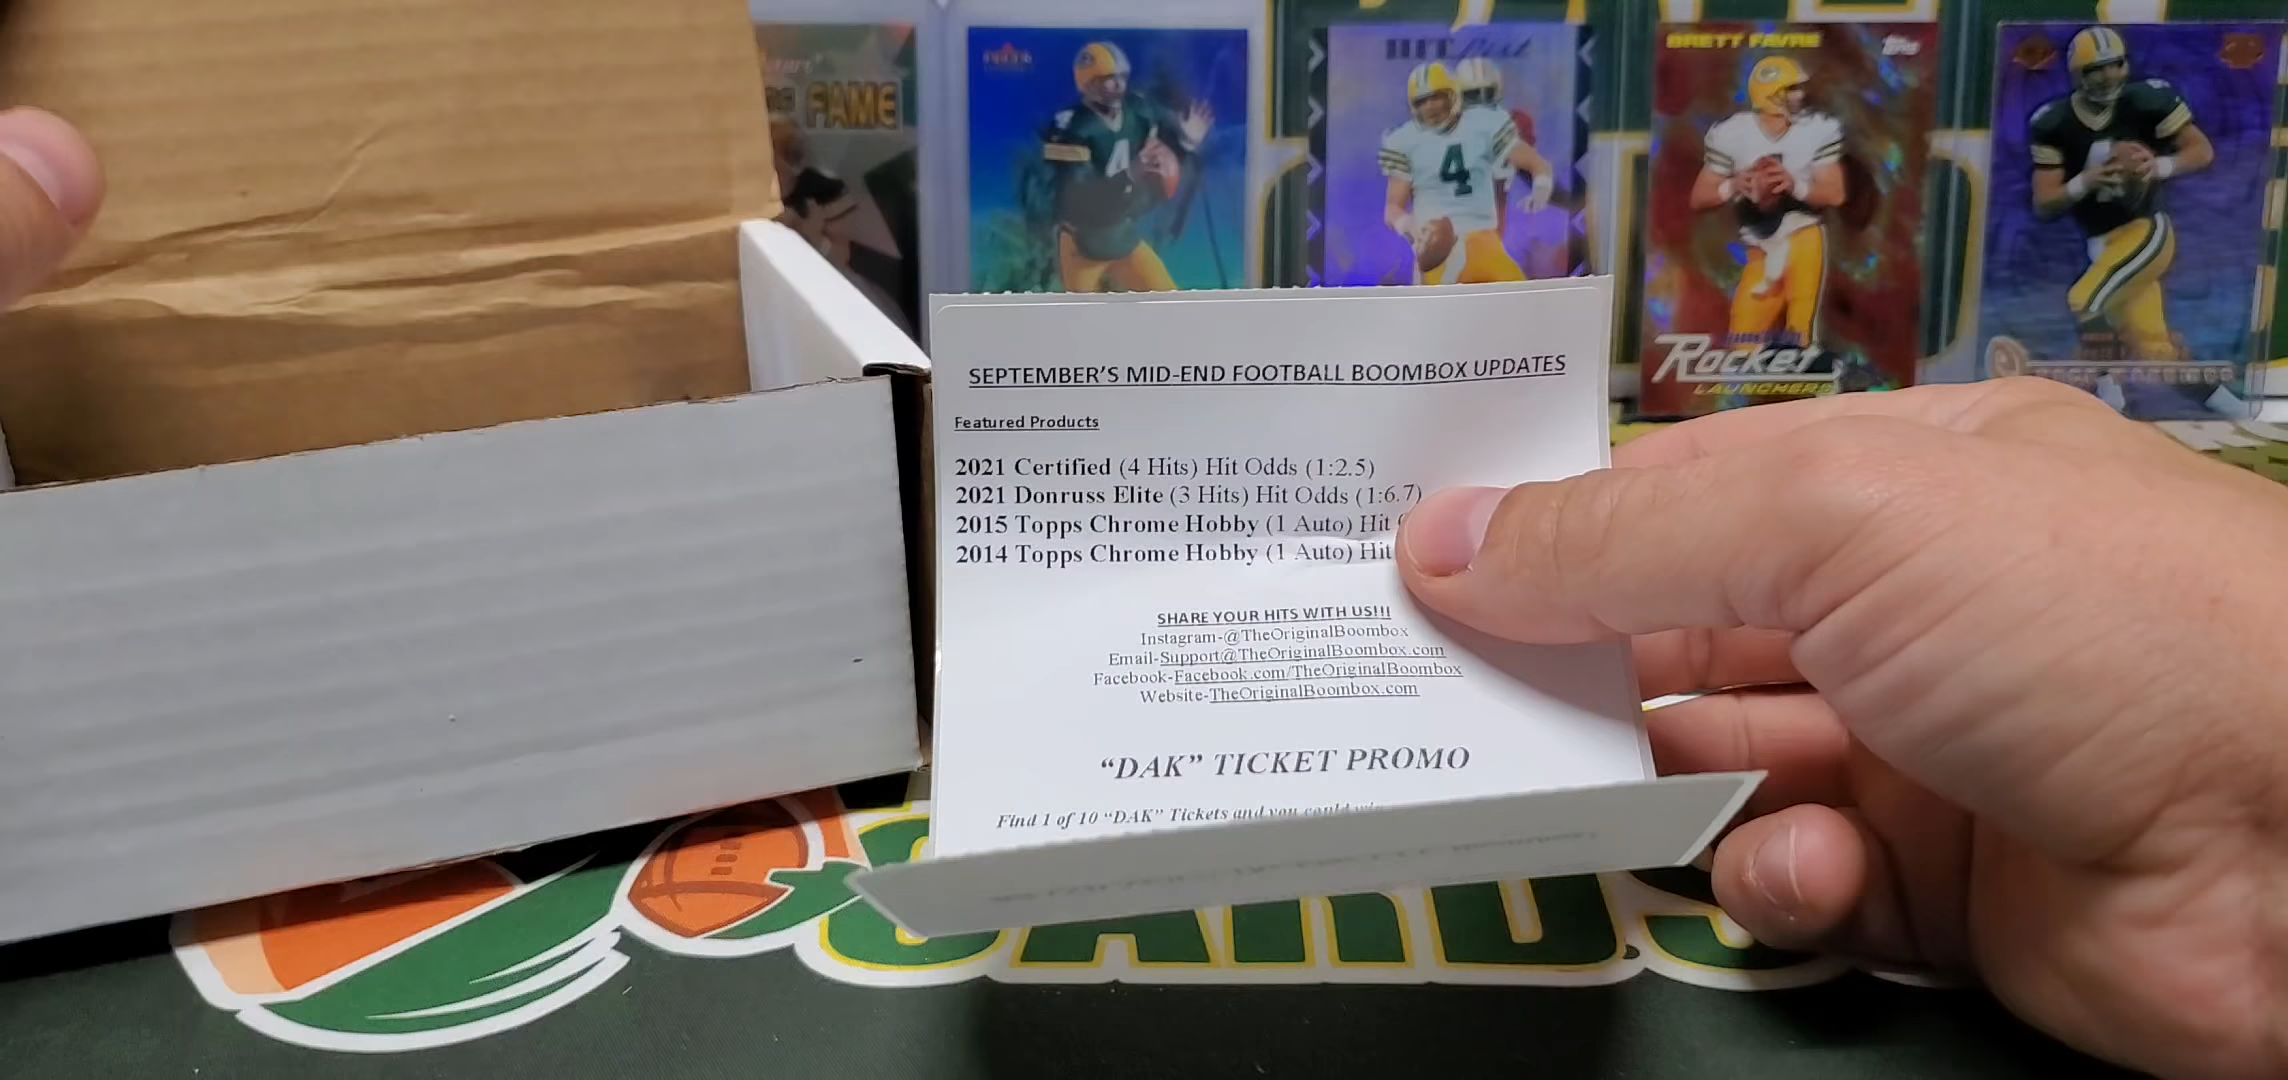 FAME
FLEER
BRETT FAVRE
Topps
Rocket
LAUNCHERS
SEPTEMBER'S MID-END FOOTBALL BOOMBOX UPDATES
Featured Products
2021 Certified (4 Hits) Hit Odds (1:2.5)
2021 Donruss Elite (3 Hits) Hit Odds (1:6.7)
2015 Topps Chrome Hobby (1 Auto) Hit
2014 Topps Chrome Hobby (1 Auto) Hit
SHARE YOUR HITS WITH US!!!
Instagram-@TheOriginalBoombox
Email-Support@TheOriginalBoombox.com
Facebook-Facebook.com/TheOriginalBoombox
Website-TheOriginalBoombox.com
“DAK” TICKET PROMO
Find 1 of 10 “DAK” Tickets and you could win
CARDS